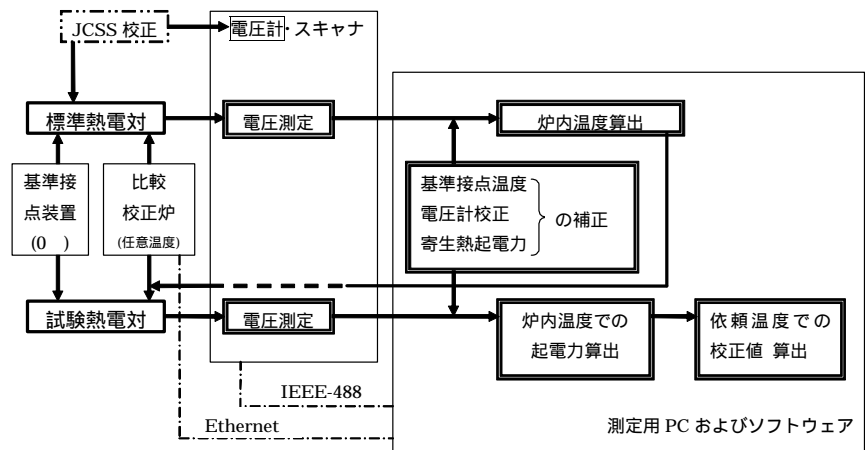 JCSS 校正
電圧計・スキャナ
標準熱電対
電圧測定
炉内温度算出
基準接
点装置
(0　)
比較
校正炉
(任意温度)
基準接点温度
電圧計校正
寄生熱起電力
の補正
試験熱電対
電圧測定
炉内温度での
起電力算出
依頼温度での
校正値 算出
IEEE-488
Ethernet
測定用 PC およびソフトウェア